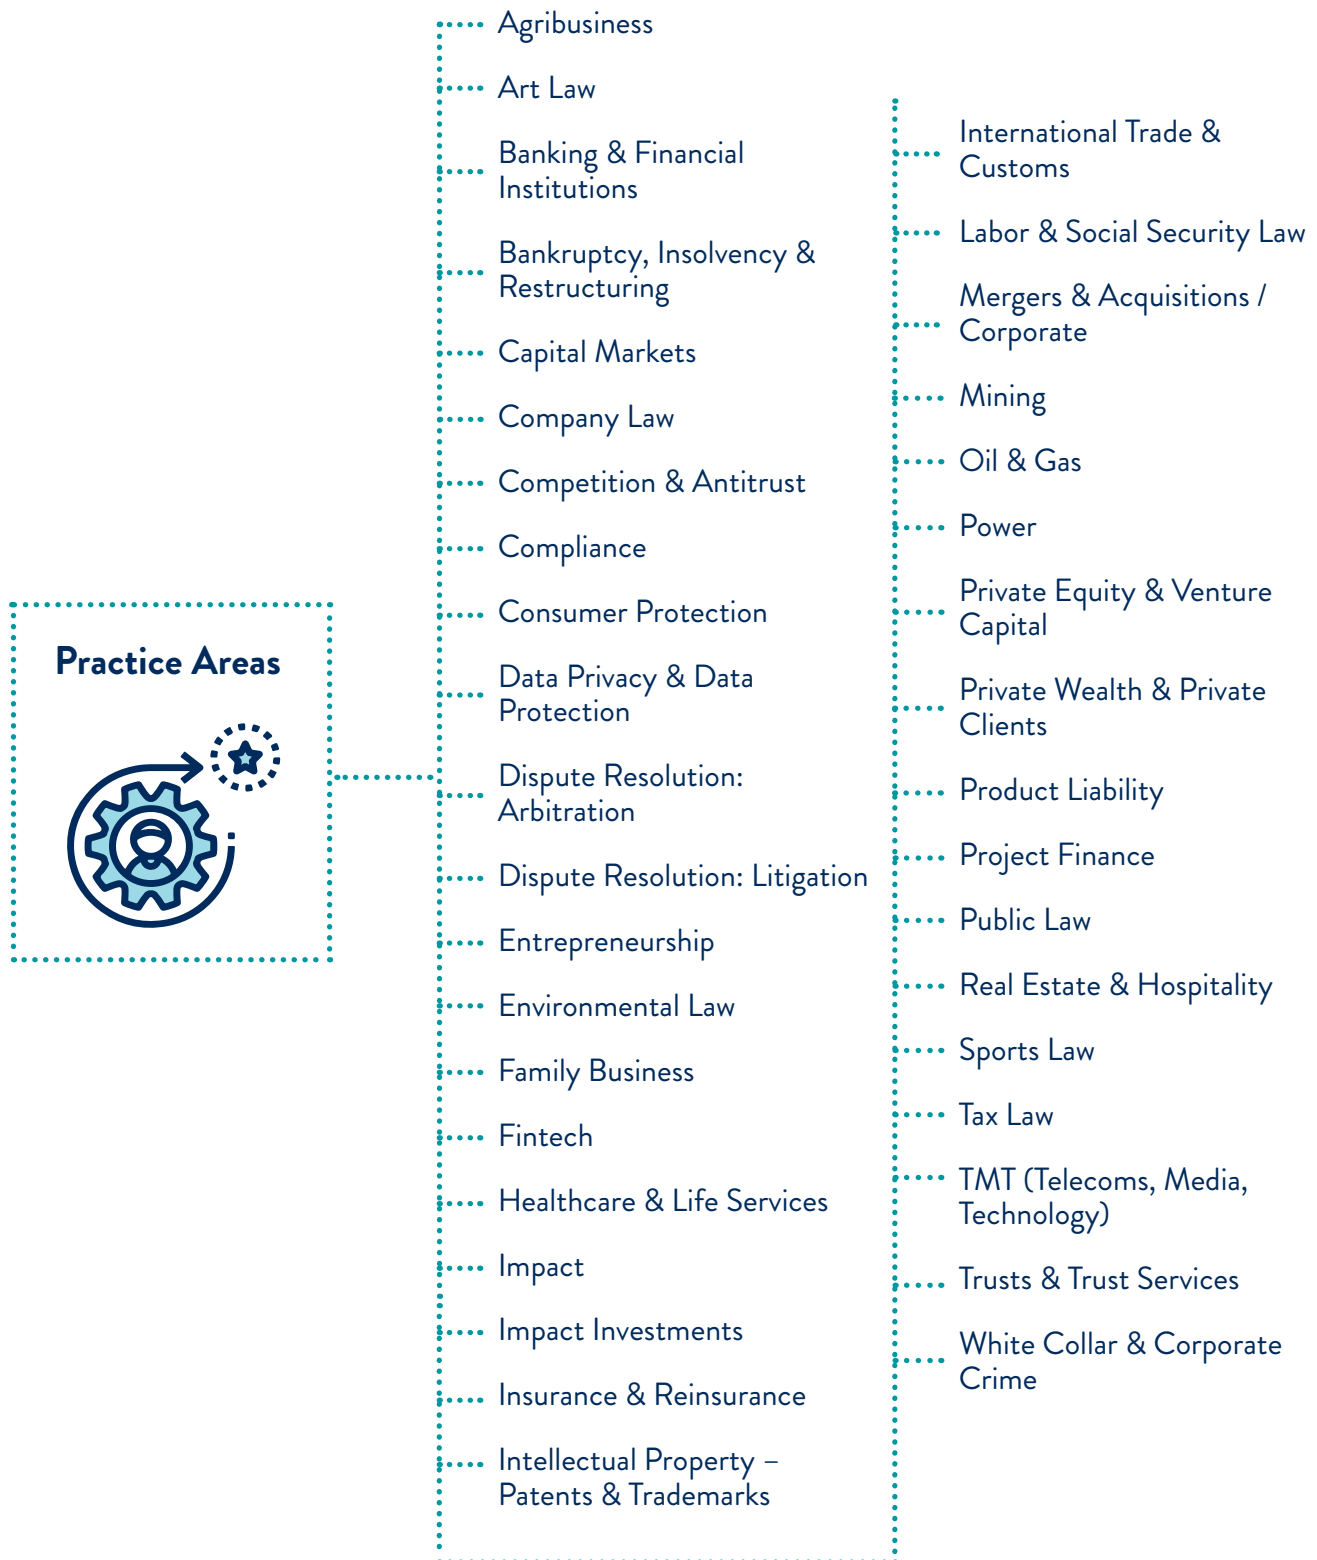 Practice Areas
Agribusiness
Art Law
Banking & Financial
Institutions
Bankruptcy, Insolvency &
Restructuring
Capital Markets
Company Law
Competition & Antitrust
Compliance
Consumer Protection
Data Privacy & Data
Protection
Dispute Resolution:
Arbitration
Dispute Resolution: Litigation
Entrepreneurship
Environmental Law
Family Business
Fintech
Healthcare & Life Services
Impact
Impact Investments
Insurance & Reinsurance
Intellectual Property –
Patents & Trademarks
International Trade &
Customs
Labor & Social Security Law
Mergers & Acquisitions /
Corporate
Mining
Oil & Gas
Power
Private Equity & Venture
Capital
Private Wealth & Private
Clients
Product Liability
Project Finance
Public Law
Real Estate & Hospitality
Sports Law
Tax Law
TMT (Telecoms, Media,
Technology)
Trusts & Trust Services
White Collar & Corporate
Crime